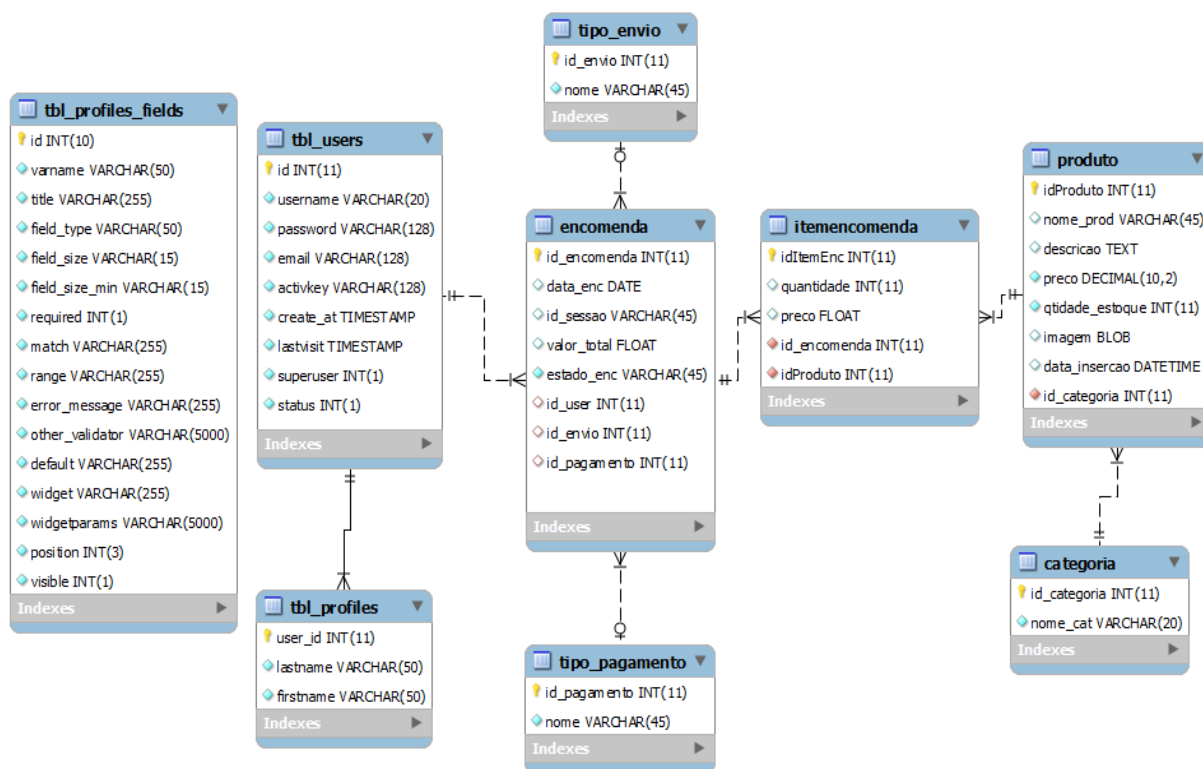 tipo_envio
id_envio INT(11)
nome VARCHAR(45)
Indexes
tbl_profiles_fields
id INT(10)
varname VARCHAR(50)
title VARCHAR(255)
field_type VARCHAR(50)
field_size VARCHAR(15)
field_size_min VARCHAR(15)
required INT(1)
match VARCHAR(255)
range VARCHAR(255)
error_message VARCHAR(255)
other_validator VARCHAR(5000)
default VARCHAR(255)
widget VARCHAR(255)
widgetparams VARCHAR(5000)
position INT(3)
visible INT(1)
Indexes
tbl_users
id INT(11)
username VARCHAR(20)
password VARCHAR(128)
email VARCHAR(128)
activkey VARCHAR(128)
create_at TIMESTAMP
lastvisit TIMESTAMP
superuser INT(1)
status INT(1)
Indexes
encomenda
id_encomenda INT(11)
data_enc DATE
id_sessao VARCHAR(45)
valor_total FLOAT
estado_enc VARCHAR(45)
id_user INT(11)
id_envio INT(11)
id_pagamento INT(11)
Indexes
itemencomenda
idItemEnc INT(11)
quantidade INT(11)
preco FLOAT
id_encomenda INT(11)
idProduto INT(11)
Indexes
produto
idProduto INT(11)
nome_prod VARCHAR(45)
descricao TEXT
preco DECIMAL(10,2)
qtidade_estoque INT(11)
imagem BLOB
data_insercao DATETIME
id_categoria INT(11)
Indexes
tbl_profiles
user_id INT(11)
lastname VARCHAR(50)
firstname VARCHAR(50)
Indexes
tipo_pagamento
id_pagamento INT(11)
nome VARCHAR(45)
Indexes
categoria
id_categoria INT(11)
nome_cat VARCHAR(20)
Indexes